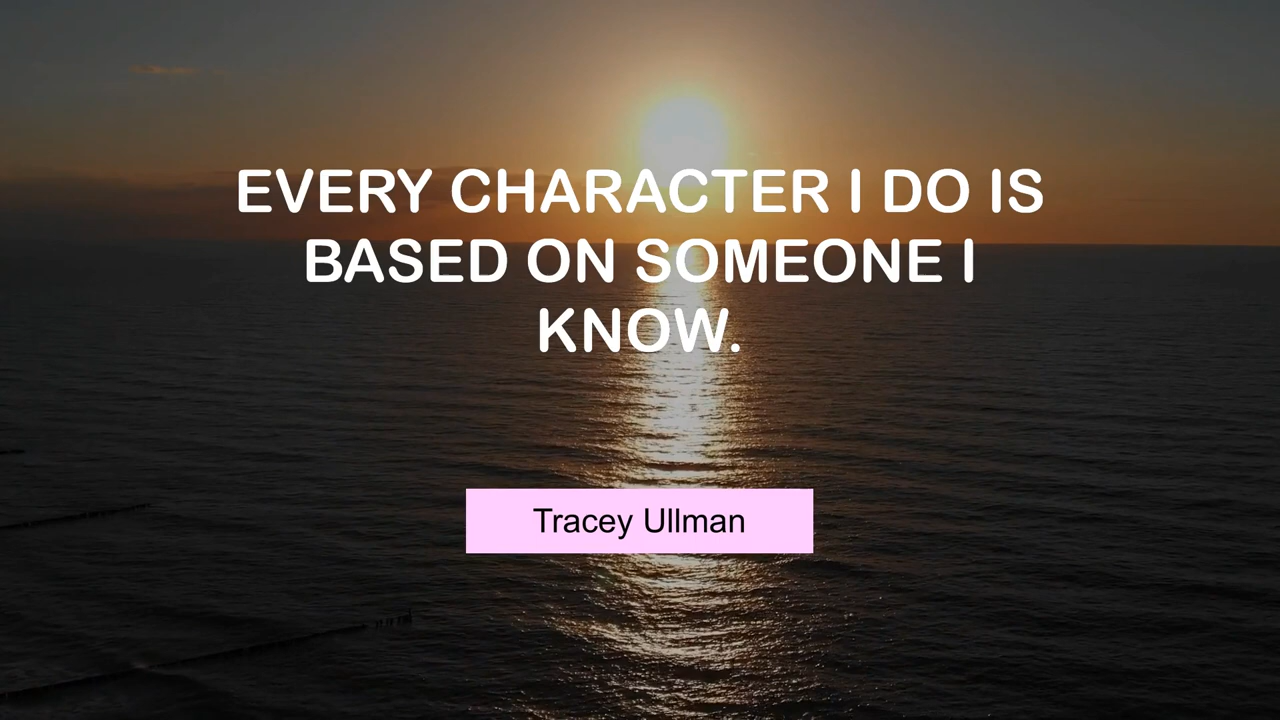 EVERY CHARACTER I DO IS
BASED ON SOMEONE I
KNOW.
Tracey Ullman